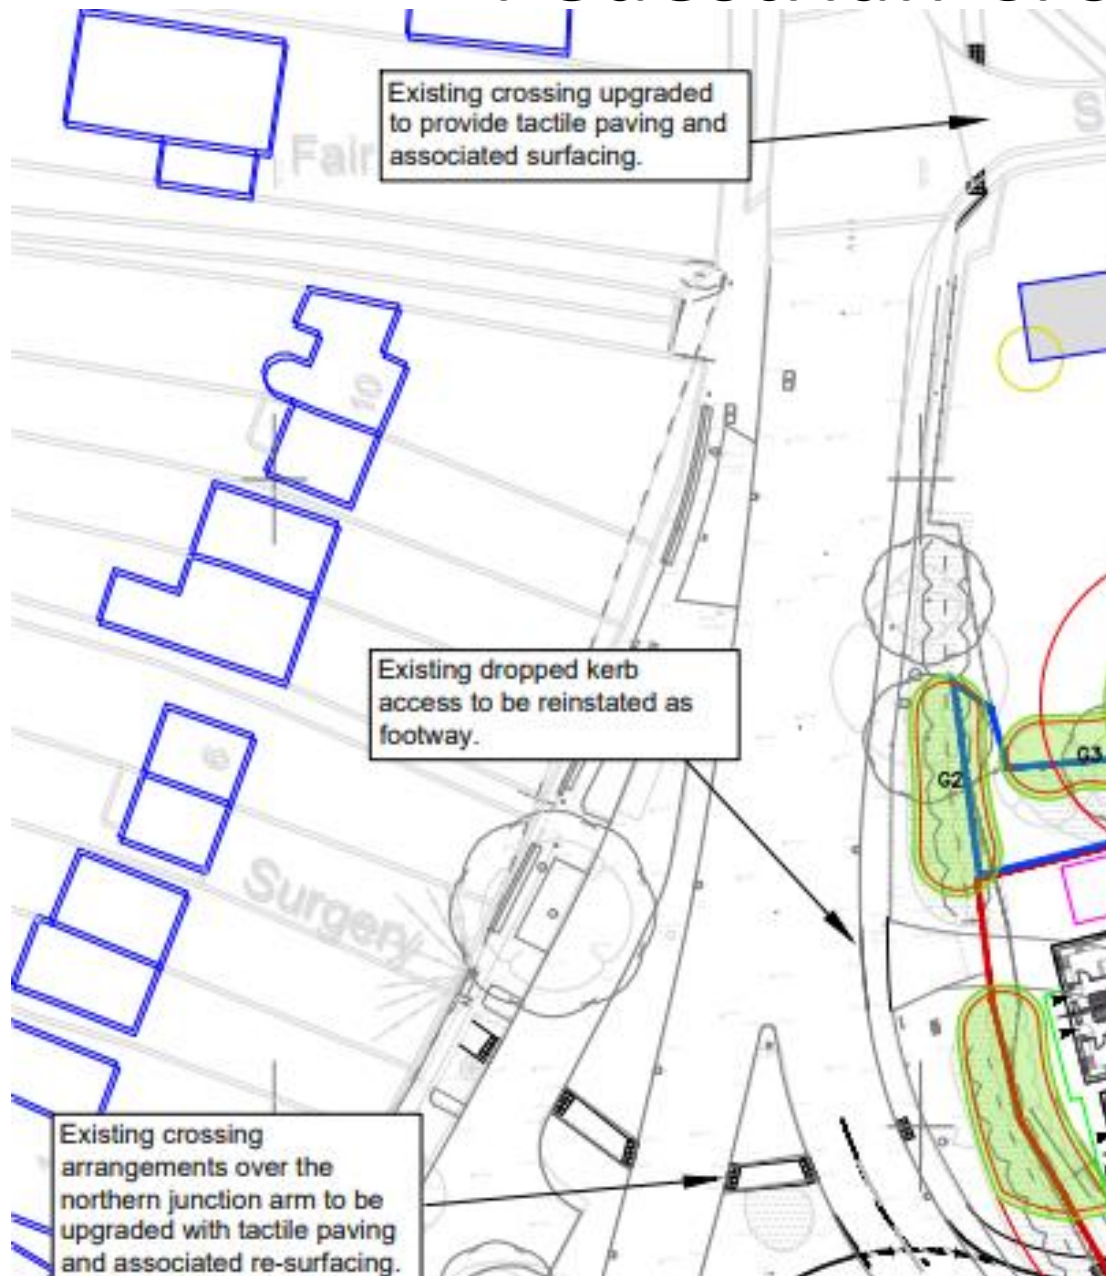 Existing crossing upgraded
to provide tactile paving and
associated surfacing.
S
Fair
10
Existing dropped kerb
access to be reinstated as
footway.
G3
6
G2
Surgery
Existing crossing
arrangements over the
northern junction arm to be
upgraded with tactile paving
and associated re-surfacing.